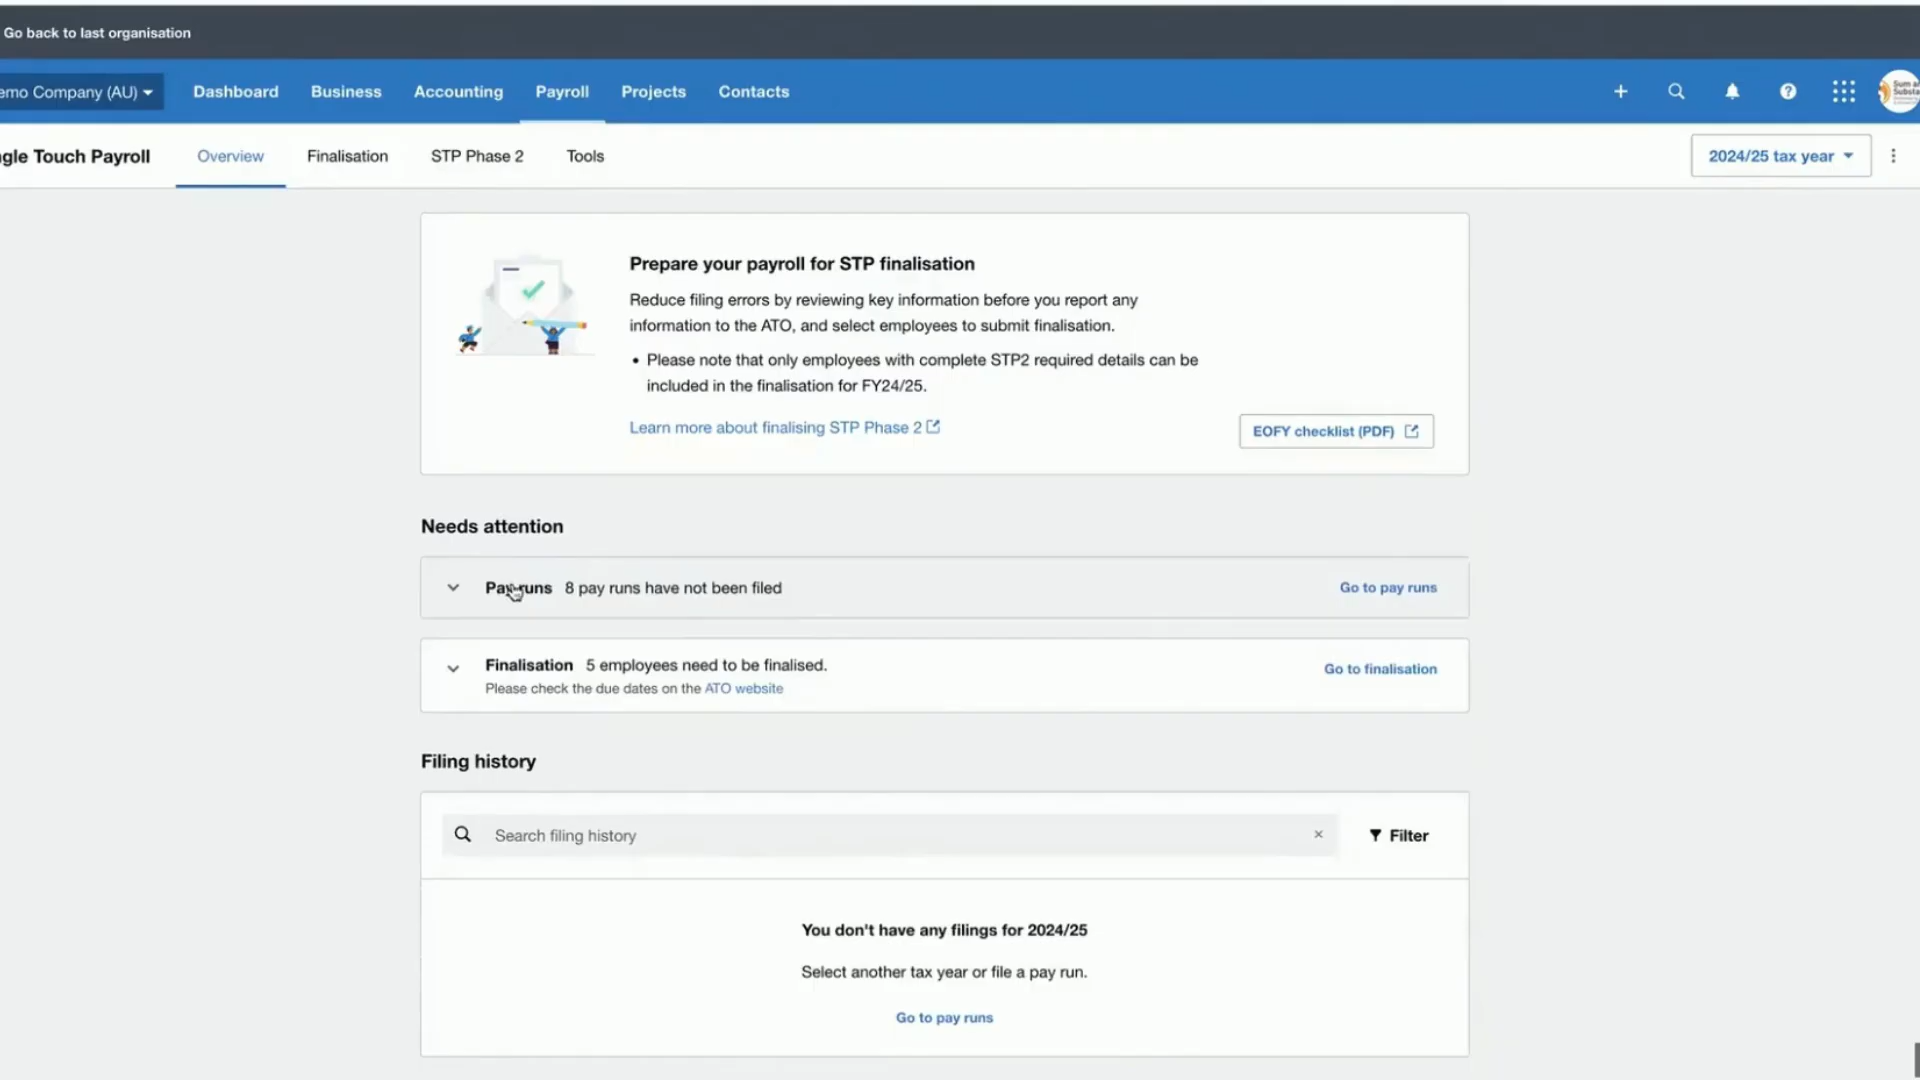 Go back to last organisation
emo Company (AU)
Dashboard
Business
Accounting
Payroll
Projects
Contacts
gle Touch Payroll
Overview
Finalisation
STP Phase 2
Tools
2024/25 tax year
Prepare your payroll for STP finalisation
Reduce filing errors by reviewing key information before you report any
information to the ATO, and select employees to submit finalisation.
• Please note that only employees with complete STP2 required details can be
included in the finalisation for FY24/25.
Learn more about finalising STP Phase 2
EOFY checklist (PDF)
Needs attention
Pay runs 8 pay runs have not been filed
Go to pay runs
Finalisation 5 employees need to be finalised.
Please check the due dates on the ATO website
Go to finalisation
Filing history
Search filing history
Filter
You don't have any filings for 2024/25
Select another tax year or file a pay run.
Go to pay runs